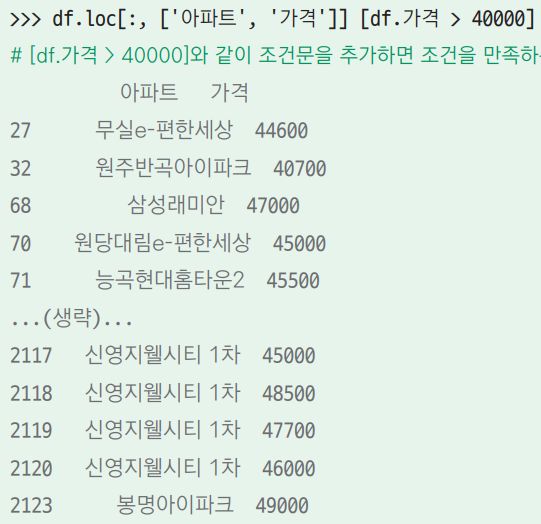 >>> df.loc[:, ['아파트', '가격']] [df.가격 > 40000]
# [df.가격 > 40000]와 같이 조건문을 추가하면 조건을 만족하
아파트 가격
27 무실e-편한세상 44600
32 원주반곡아이파크 40700
68 삼성래미안 47000
70 원당대림e-편한세상 45000
71 능곡현대홈타운2 45500
...(생략)...
2117 신영지웰시티 1차 45000
2118 신영지웰시티 1차 48500
2119 신영지웰시티 1차 47700
2120 신영지웰시티 1차 46000
2123 봉명아이파크 49000